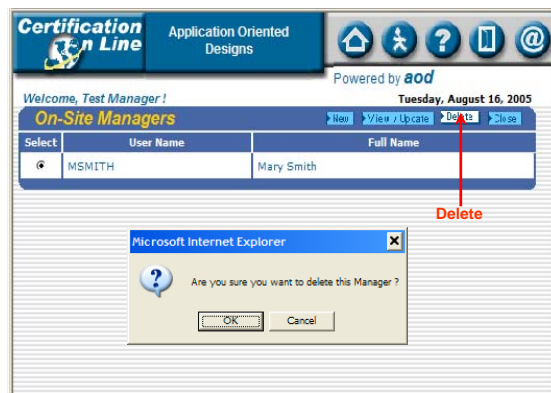 Certification
On Line
Application Oriented
Designs
Powered by aod
Welcome, Test Manager !
Tuesday, August 16, 2005
On-Site Managers
New
View / Update
Delete
Close
Select
User Name
Full Name
MSMITH
Mary Smith
Delete
Microsoft Internet Explorer
Are you sure you want to delete this Manager ?
OK
Cancel